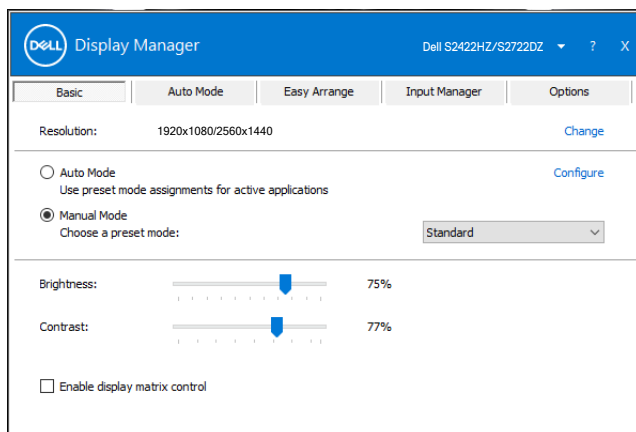 DELL Display Manager Dell S2422HZ/S2722DZ ? X
Basic Auto Mode Easy Arrange Input Manager Options
Resolution: 1920x1080/2560x1440 Change
Auto Mode Configure
Use preset mode assignments for active applications
Manual Mode
Choose a preset mode: Standard
Brightness: 75%
Contrast: 77%
Enable display matrix control